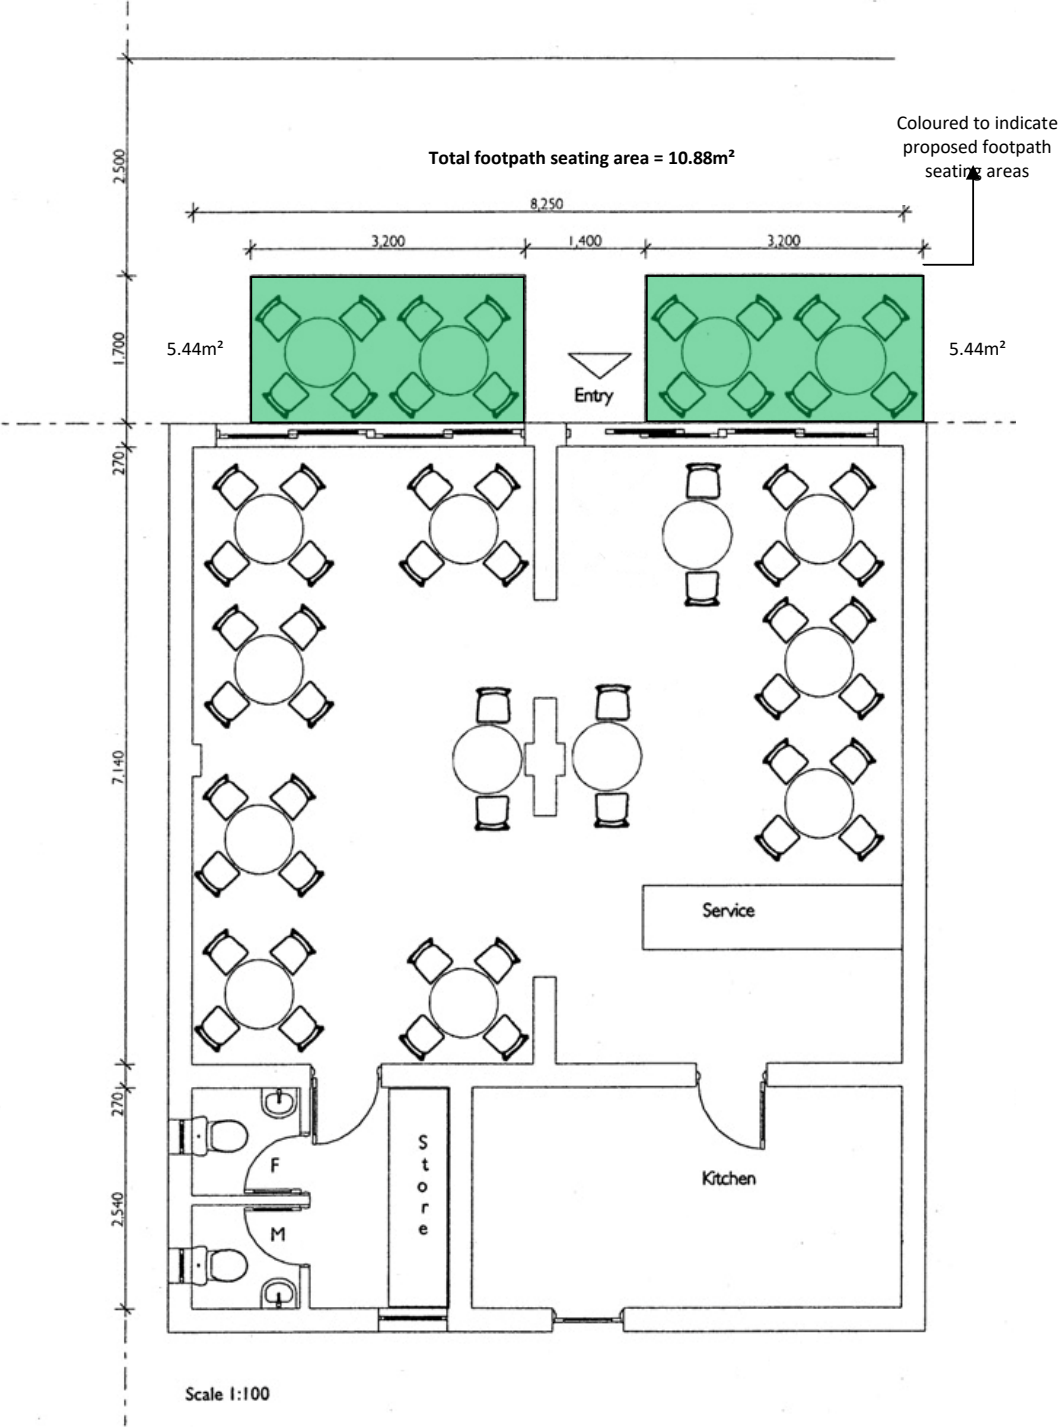 Coloured to indicate
proposed footpath
seating areas
Total footpath seating area = 10.88m²
2.500
8,250
3,200
1,400
3,200
1.700
5.44m²
5.44m²
Entry
270
7,140
Service
270
Store
F
Kitchen
2.540
M
Scale 1:100